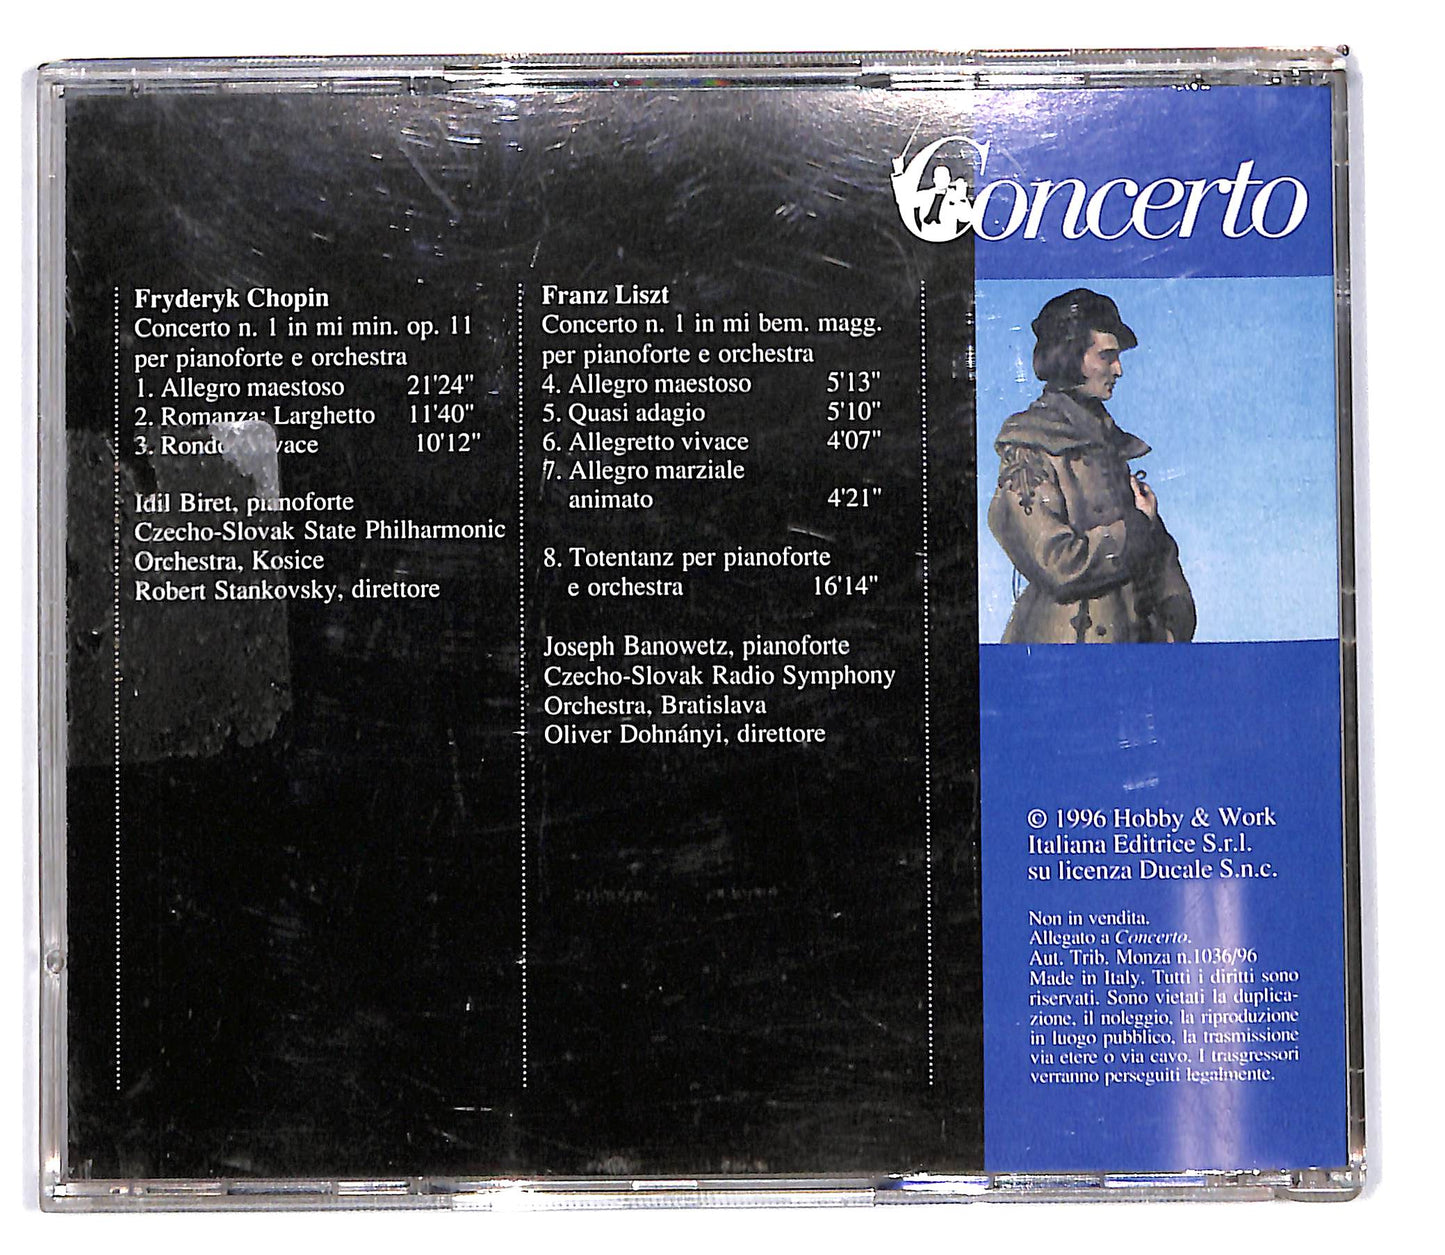 Concerto
Fryderyk Chopin
Concerto n. 1 in mi min. op. 11
per pianoforte e orchestra
1. Allegro maestoso 21'24"
2. Romanza: Larghetto 11'40"
3. 10'12"
Idil Biret, pianoforte
Czecho-Slovak State Philharmonic
Orchestra, Kosice
Robert Stankovsky, direttore
Franz Liszt
Concerto n. 1 in mi bem. magg.
per pianoforte e orchestra
4. Allegro maestoso 5'13"
5. Quasi adagio 5'10"
6. Allegretto vivace 4'07"
7. Allegro marziale
animato 4'21"
8. Totentanz per pianoforte
e orchestra 16'14"
Joseph Banowetz, pianoforte
Czecho-Slovak Radio Symphony
Orchestra, Bratislava
Oliver Dohnányi, direttore
© 1996 Hobby & Work
Italiana Editrice S.r.l.
su licenza Ducale S.n.c.
Non in vendita.
Allegato a Concerto.
Aut. Trib. Monza n.1036/96
Made in Italy. Tutti i diritti sono
riservati. Sono vietati la duplica-
zione, il noleggio, la riproduzione
in luogo pubblico, la trasmissione
via etere o via cavo. I trasgressori
verranno perseguiti legalmente.